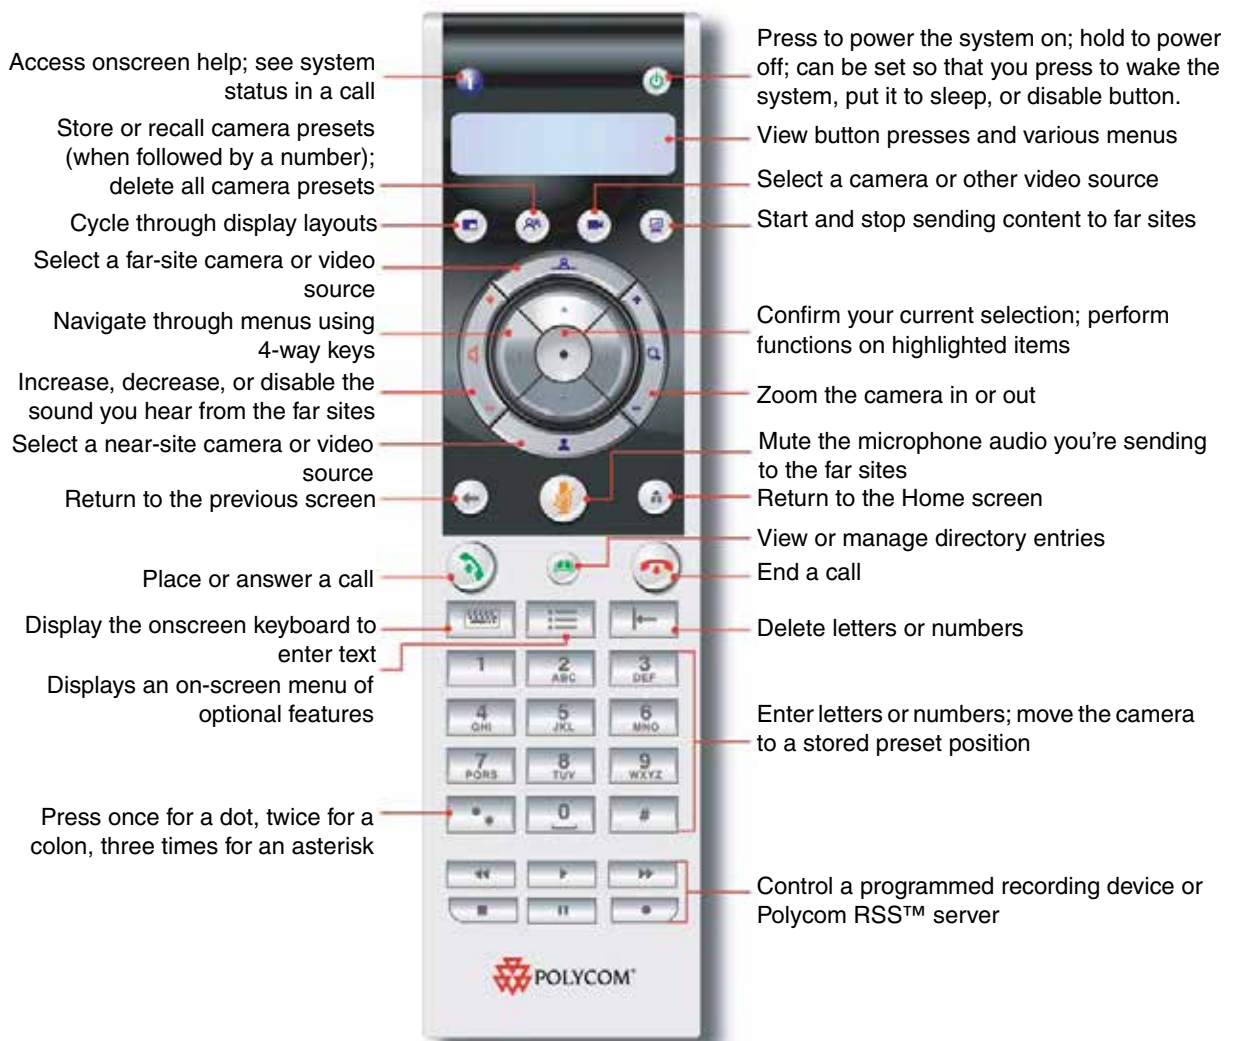 Access onscreen help; see system
status in a call
Store or recall camera presets
(when followed by a number);
delete all camera presets
Cycle through display layouts
Select a far-site camera or video
source
Navigate through menus using
4-way keys
Increase, decrease, or disable the
sound you hear from the far sites
Select a near-site camera or video
source
Return to the previous screen
Place or answer a call
Display the onscreen keyboard to
enter text
Displays an on-screen menu of
optional features
Press once for a dot, twice for a
colon, three times for an asterisk
Press to power the system on; hold to power
off; can be set so that you press to wake the
system, put it to sleep, or disable button.
View button presses and various menus
Select a camera or other video source
Start and stop sending content to far sites
Confirm your current selection; perform
functions on highlighted items
Zoom the camera in or out
Mute the microphone audio you're sending
to the far sites
Return to the Home screen
View or manage directory entries
End a call
Delete letters or numbers
Enter letters or numbers; move the camera
to a stored preset position
Control a programmed recording device or
Polycom RSS™ server
1 2 3
ABC DEF
4 5 6
GHI JKL MNO
7 8 9
PQRS TUV WXYZ
0 #
POLYCOM®